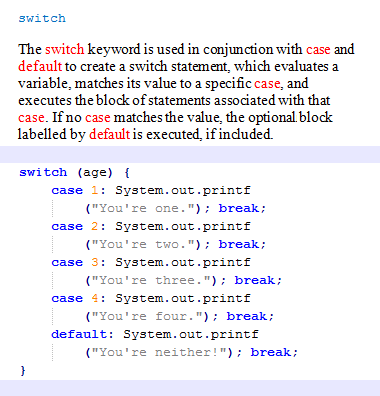 switch
The switch keyword is used in conjunction with case and
default to create a switch statement, which evaluates a
variable, matches its value to a specific case, and
executes the block of statements associated with that
case. If no case matches the value, the optional block
labelled by default is executed, if included.
switch (age) {
case 1: System.out.printf
("You're one."); break;
case 2: System.out.printf
("You're two."); break;
case 3: System.out.printf
("You're three."); break;
case 4: System.out.printf
("You're four."); break;
default: System.out.printf
("You're neither!"); break;
}